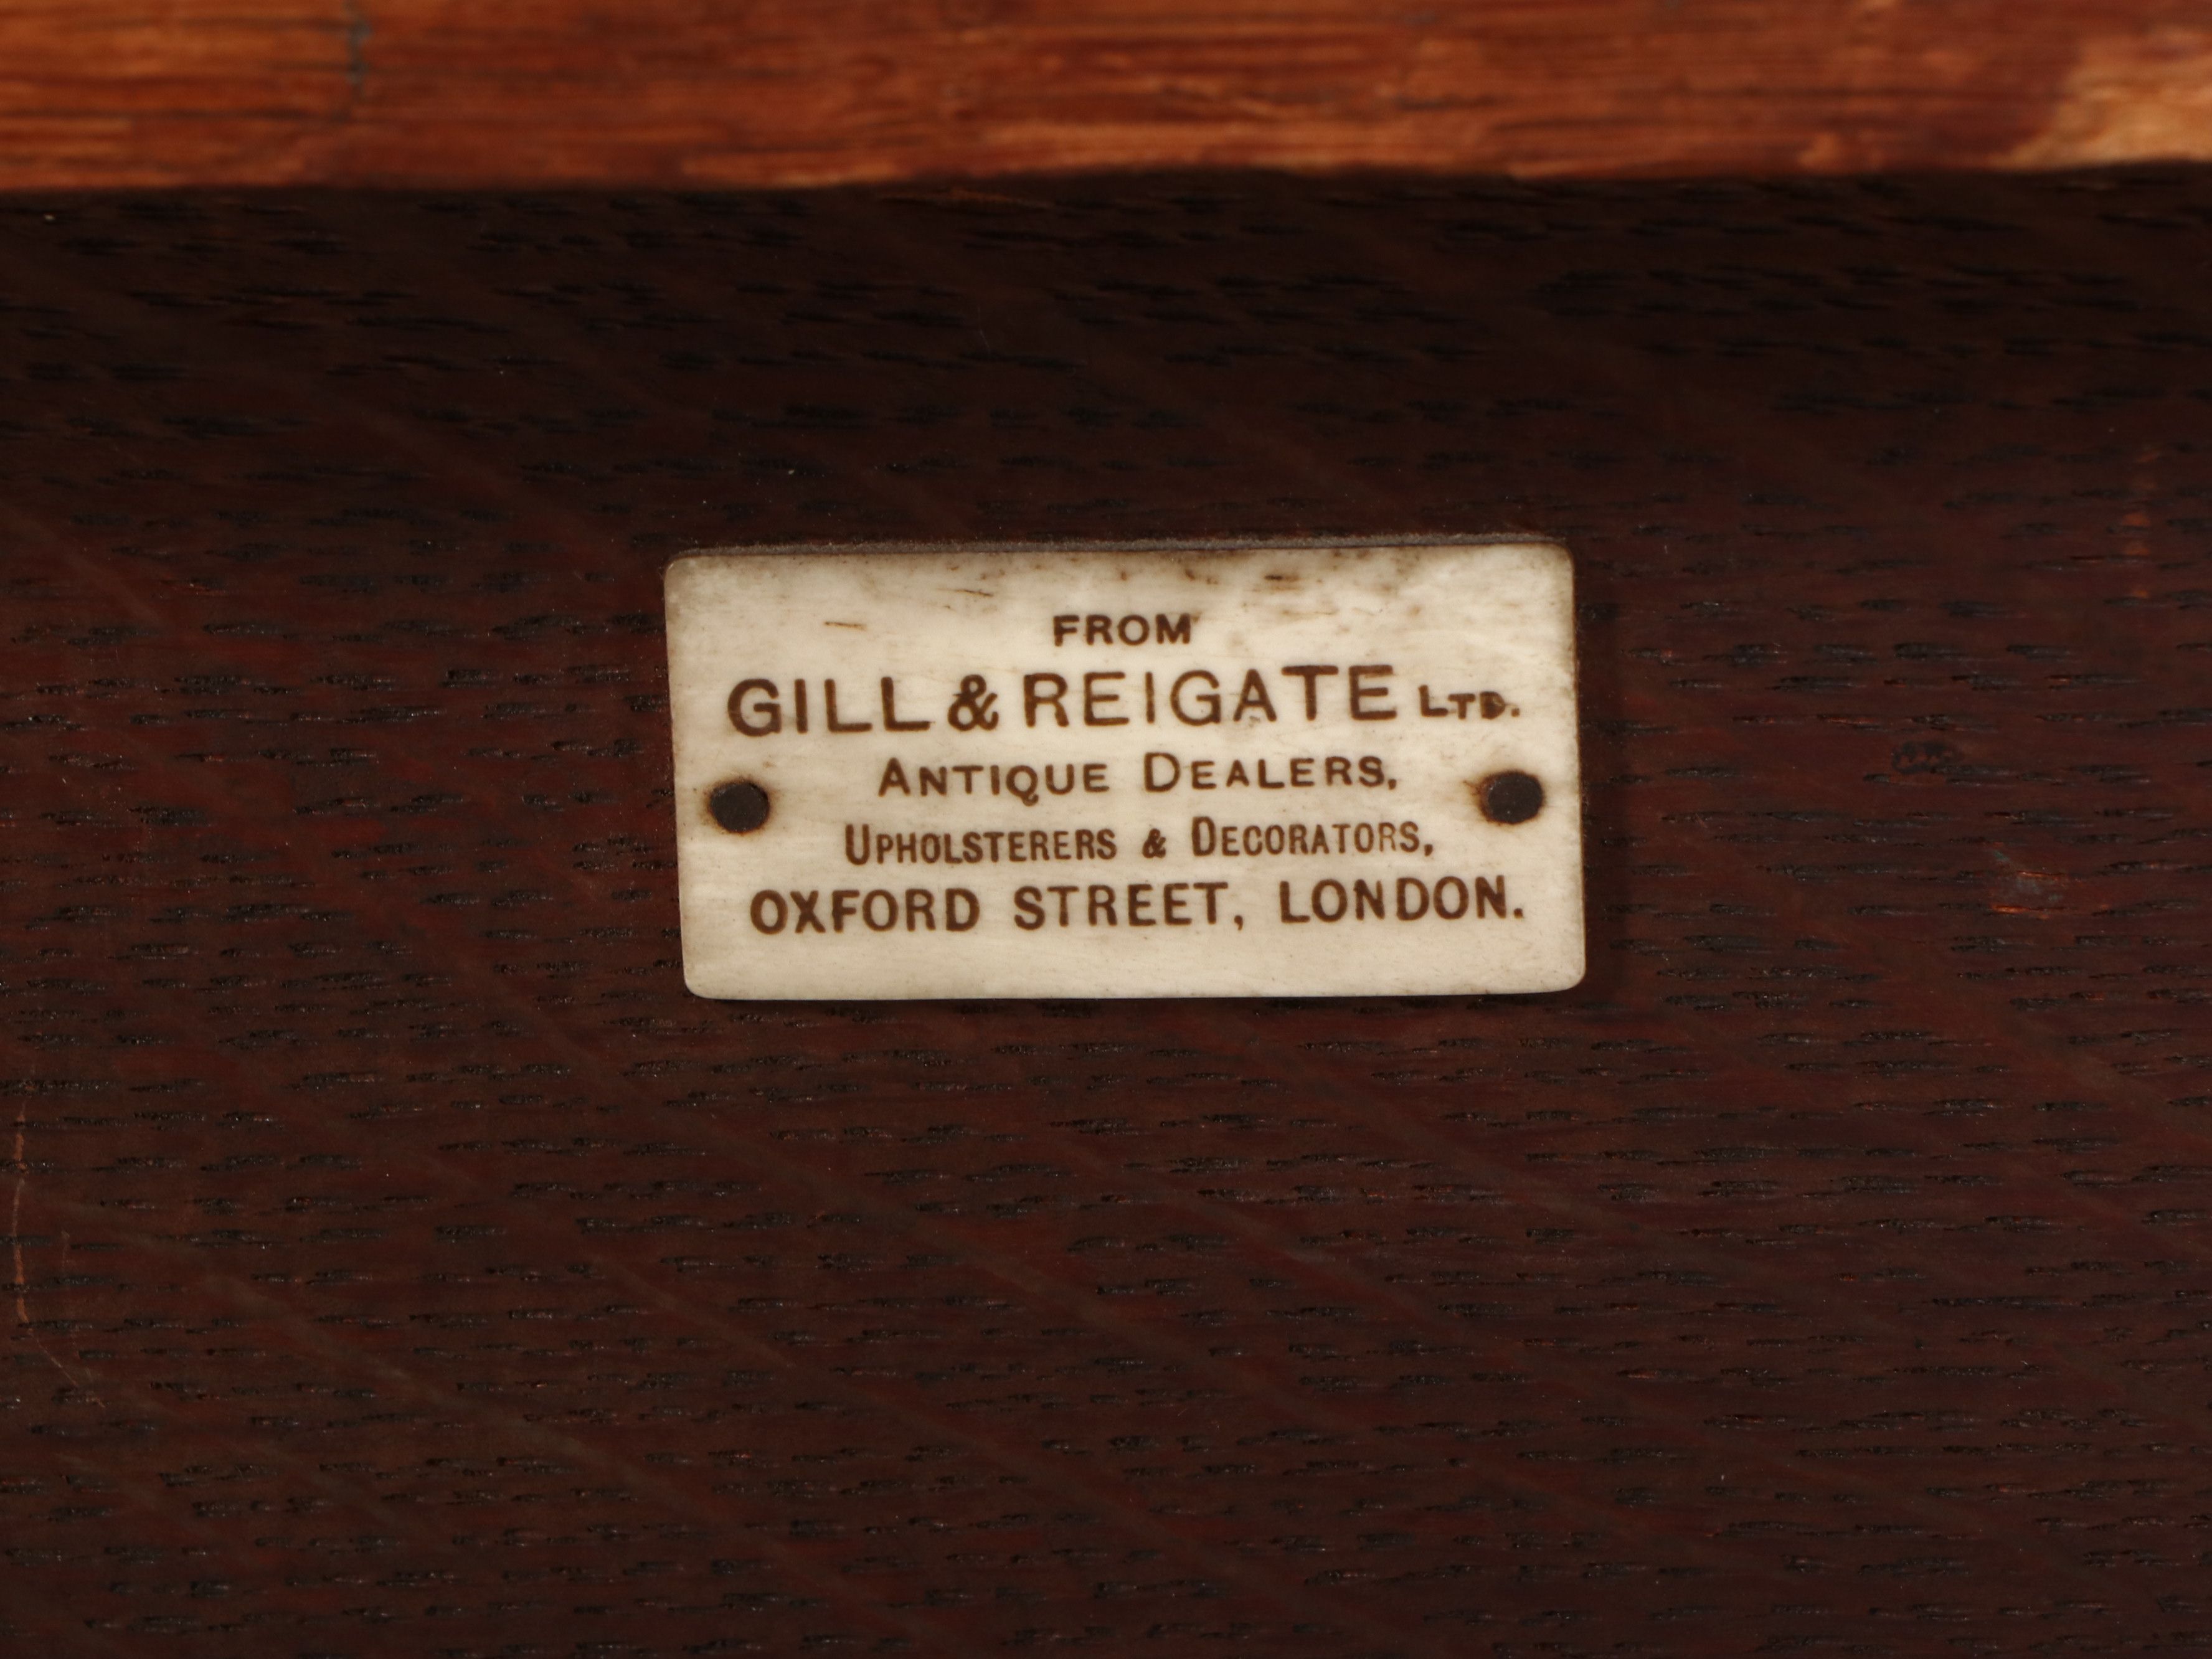 FROM
GILL & REIGATE LTD.
ANTIQUE DEALERS,
UPHOLSTERERS & DECORATORS,
OXFORD STREET, LONDON.